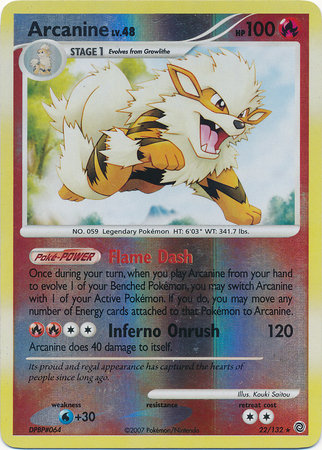 Arcanine LV.48 HP 100
STAGE 1 Evolves from Growlithe
NO. 059 Legendary Pokémon HT: 6'03" WT: 341.7 lbs.
Poké-POWER Flame Dash
Once during your turn, when you play Arcanine from your hand
to evolve 1 of your Benched Pokémon, you may switch Arcanine
with 1 of your Active Pokémon. If you do, you may move any
number of Energy cards attached to that Pokémon to Arcanine.
Inferno Onrush 120
Arcanine does 40 damage to itself.
Its proud and regal appearance has captured the hearts of
people since long ago.
Illus. Kouki Saitou
weakness resistance retreat cost
+30
DPBP#064 ©2007 Pokémon/Nintendo 22/132 ★